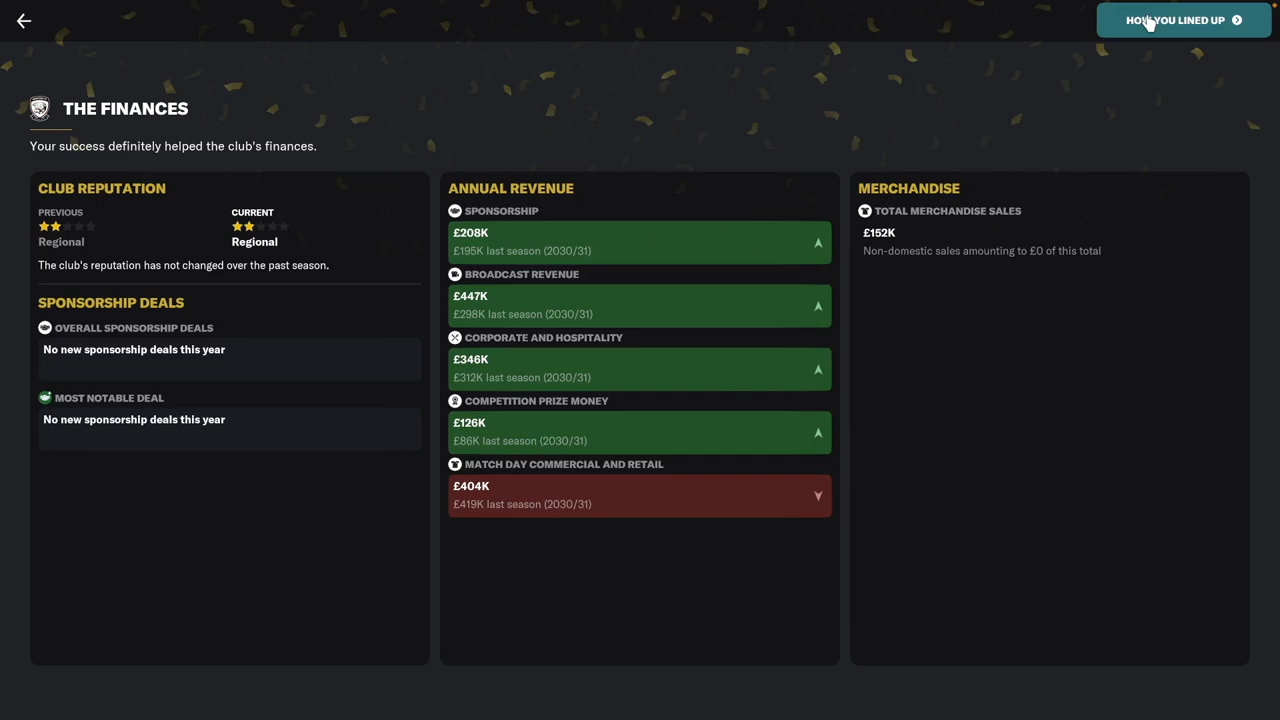 HOW YOU LINED UP
THE FINANCES
Your success definitely helped the club's finances.
CLUB REPUTATION
PREVIOUS
CURRENT
Regional
Regional
The club's reputation has not changed over the past season.
SPONSORSHIP DEALS
OVERALL SPONSORSHIP DEALS
No new sponsorship deals this year
MOST NOTABLE DEAL
No new sponsorship deals this year
ANNUAL REVENUE
SPONSORSHIP
£208K
£195K last season (2030/31)
BROADCAST REVENUE
£447K
£298K last season (2030/31)
CORPORATE AND HOSPITALITY
£346K
£312K last season (2030/31)
COMPETITION PRIZE MONEY
£126K
£86K last season (2030/31)
MATCH DAY COMMERCIAL AND RETAIL
£404K
£419K last season (2030/31)
MERCHANDISE
TOTAL MERCHANDISE SALES
£152K
Non-domestic sales amounting to £0 of this total